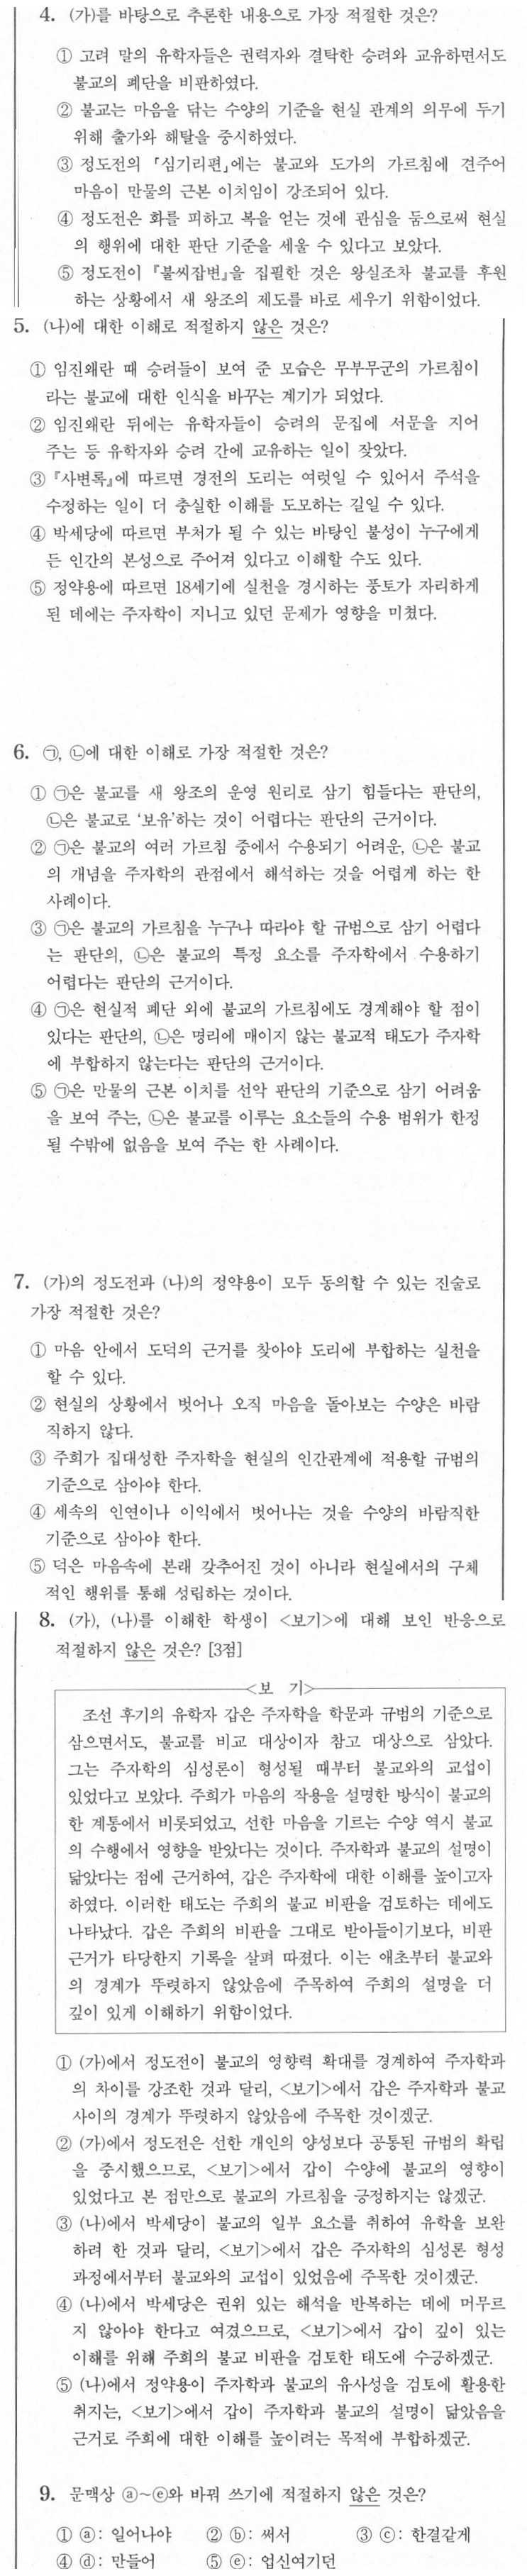 4. (가)를 바탕으로 추론한 내용으로 가장 적절한 것은?
① 고려 말의 유학자들은 권력자와 결탁한 승려와 교유하면서도
불교의 폐단을 비판하였다.
② 불교는 마음을 닦는 수양의 기준을 현실 관계의 의무에 두기
위해 출가와 해탈을 중시하였다.
③ 정도전의 「심기리편」에는 불교와 도가의 가르침에 견주어
마음이 만물의 근본 이치임이 강조되어 있다.
④ 정도전은 화를 피하고 복을 얻는 것에 관심을 둠으로써 현실
의 행위에 대한 판단 기준을 세울 수 있다고 보았다.
⑤ 정도전이 『불씨잡변』을 집필한 것은 왕실조차 불교를 후원
하는 상황에서 새 왕조의 제도를 바로 세우기 위함이었다.
5. (나)에 대한 이해로 적절하지 않은 것은?
① 임진왜란 때 승려들이 보여 준 모습은 무부무군의 가르침이
라는 불교에 대한 인식을 바꾸는 계기가 되었다.
② 임진왜란 뒤에는 유학자들이 승려의 문집에 서문을 지어
주는 등 유학자와 승려 간에 교유하는 일이 잦았다.
③ 『사변록』에 따르면 경전의 도리는 여럿일 수 있어서 주석을
수정하는 일이 더 충실한 이해를 도모하는 길일 수 있다.
④ 박세당에 따르면 부처가 될 수 있는 바탕인 불성이 누구에게
든 인간의 본성으로 주어져 있다고 이해할 수도 있다.
⑤ 정약용에 따르면 18세기에 실천을 경시하는 풍토가 자리하게
된 데에는 주자학이 지니고 있던 문제가 영향을 미쳤다.
6. ㉠, ㉡에 대한 이해로 가장 적절한 것은?
① ㉠은 불교를 새 왕조의 운영 원리로 삼기 힘들다는 판단의,
㉡은 불교로 '보유'하는 것이 어렵다는 판단의 근거이다.
② ㉠은 불교의 여러 가르침 중에서 수용되기 어려운, ㉡은 불교
의 개념을 주자학의 관점에서 해석하는 것을 어렵게 하는 한
사례이다.
③ ㉠은 불교의 가르침을 누구나 따라야 할 규범으로 삼기 어렵다
는 판단의, ㉡은 불교의 특정 요소를 주자학에서 수용하기
어렵다는 판단의 근거이다.
④ ㉠은 현실적 폐단 외에 불교의 가르침에도 경계해야 할 점이
있다는 판단의, ㉡은 명리에 매이지 않는 불교적 태도가 주자학
에 부합하지 않는다는 판단의 근거이다.
⑤ ㉠은 만물의 근본 이치를 선악 판단의 기준으로 삼기 어려움
을 보여 주는, ㉡은 불교를 이루는 요소들의 수용 범위가 한정
될 수밖에 없음을 보여 주는 한 사례이다.
7. (가)의 정도전과 (나)의 정약용이 모두 동의할 수 있는 진술로
가장 적절한 것은?
① 마음 안에서 도덕의 근거를 찾아야 도리에 부합하는 실천을
할 수 있다.
② 현실의 상황에서 벗어나 오직 마음을 돌아보는 수양은 바람
직하지 않다.
③ 주희가 집대성한 주자학을 현실의 인간관계에 적용할 규범의
기준으로 삼아야 한다.
④ 세속의 인연이나 이익에서 벗어나는 것을 수양의 바람직한
기준으로 삼아야 한다.
⑤ 덕은 마음속에 본래 갖추어진 것이 아니라 현실에서의 구체
적인 행위를 통해 성립하는 것이다.
8. (가), (나)를 이해한 학생이 <보기>에 대해 보인 반응으로
적절하지 않은 것은? [3점]
<보 기>
조선 후기의 유학자 갑은 주자학을 학문과 규범의 기준으로
삼으면서도, 불교를 비교 대상이자 참고 대상으로 삼았다.
그는 주자학의 심성론이 형성될 때부터 불교와의 교섭이
있었다고 보았다. 주희가 마음의 작용을 설명한 방식이 불교의
한 계통에서 비롯되었고, 선한 마음을 기르는 수양 역시 불교
의 수행에서 영향을 받았다는 것이다. 주자학과 불교의 설명이
닮았다는 점에 근거하여, 갑은 주자학에 대한 이해를 높이고자
하였다. 이러한 태도는 주희의 불교 비판을 검토하는 데에도
나타났다. 갑은 주희의 비판을 그대로 받아들이기보다, 비판
근거가 타당한지 기록을 살펴 따졌다. 이는 애초부터 불교와
의 경계가 뚜렷하지 않았음에 주목하여 주희의 설명을 더
깊이 있게 이해하기 위함이었다.
① (가)에서 정도전이 불교의 영향력 확대를 경계하여 주자학과
의 차이를 강조한 것과 달리, <보기>에서 갑은 주자학과 불교
사이의 경계가 뚜렷하지 않았음에 주목한 것이겠군.
② (가)에서 정도전은 선한 개인의 양성보다 공통된 규범의 확립
을 중시했으므로, <보기>에서 갑이 수양에 불교의 영향이
있었다고 본 점만으로 불교의 가르침을 긍정하지는 않겠군.
③ (나)에서 박세당이 불교의 일부 요소를 취하여 유학을 보완
하려 한 것과 달리, <보기>에서 갑은 주자학의 심성론 형성
과정에서부터 불교와의 교섭이 있었음에 주목한 것이겠군.
④ (나)에서 박세당은 권위 있는 해석을 반복하는 데에 머무르
지 않아야 한다고 여겼으므로, <보기>에서 갑이 깊이 있는
이해를 위해 주희의 불교 비판을 검토한 태도에 수긍하겠군.
⑤ (나)에서 정약용이 주자학과 불교의 유사성을 검토에 활용한
취지는, <보기>에서 갑이 주자학과 불교의 설명이 닮았음을
근거로 주희에 대한 이해를 높이려는 목적에 부합하겠군.
9. 문맥상 ⓐ~ⓔ와 바꿔 쓰기에 적절하지 않은 것은?
① ⓐ: 일어나야 ② ⓑ: 써서 ③ ⓒ: 한결같게
④ ⓓ: 만들어 ⑤ ⓔ: 업신여기던